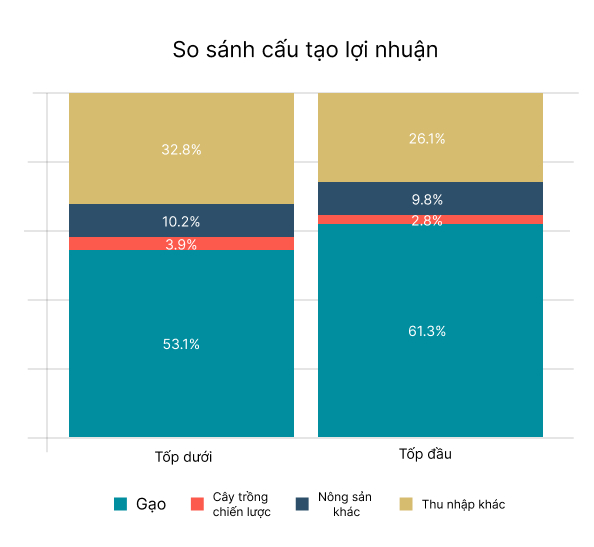 So sánh cấu tạo lợi nhuận
32.8%
26.1%
10.2%
9.8%
3.9%
2.8%
53.1%
61.3%
Tốp dưới
Tốp đầu
Gạo
Cây trồng
chiến lược
Nông sản
khác
Thu nhập khác